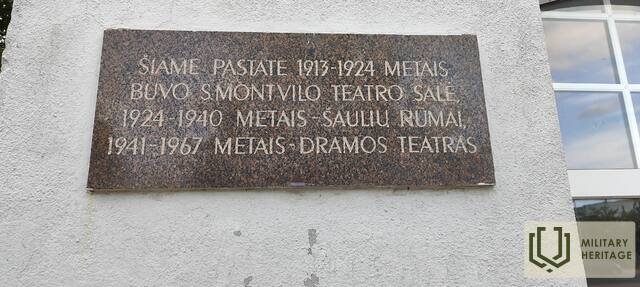 ŠIAME PASTATE 1913-1924 METAIS
BUVO S.MONTVILO TEATRO SALĖ,
1924-1940 METAIS-ŠAULIŲ RŪMAI,
1941-1967 METAIS-DRAMOS TEATRAS
MILITARY
HERITAGE